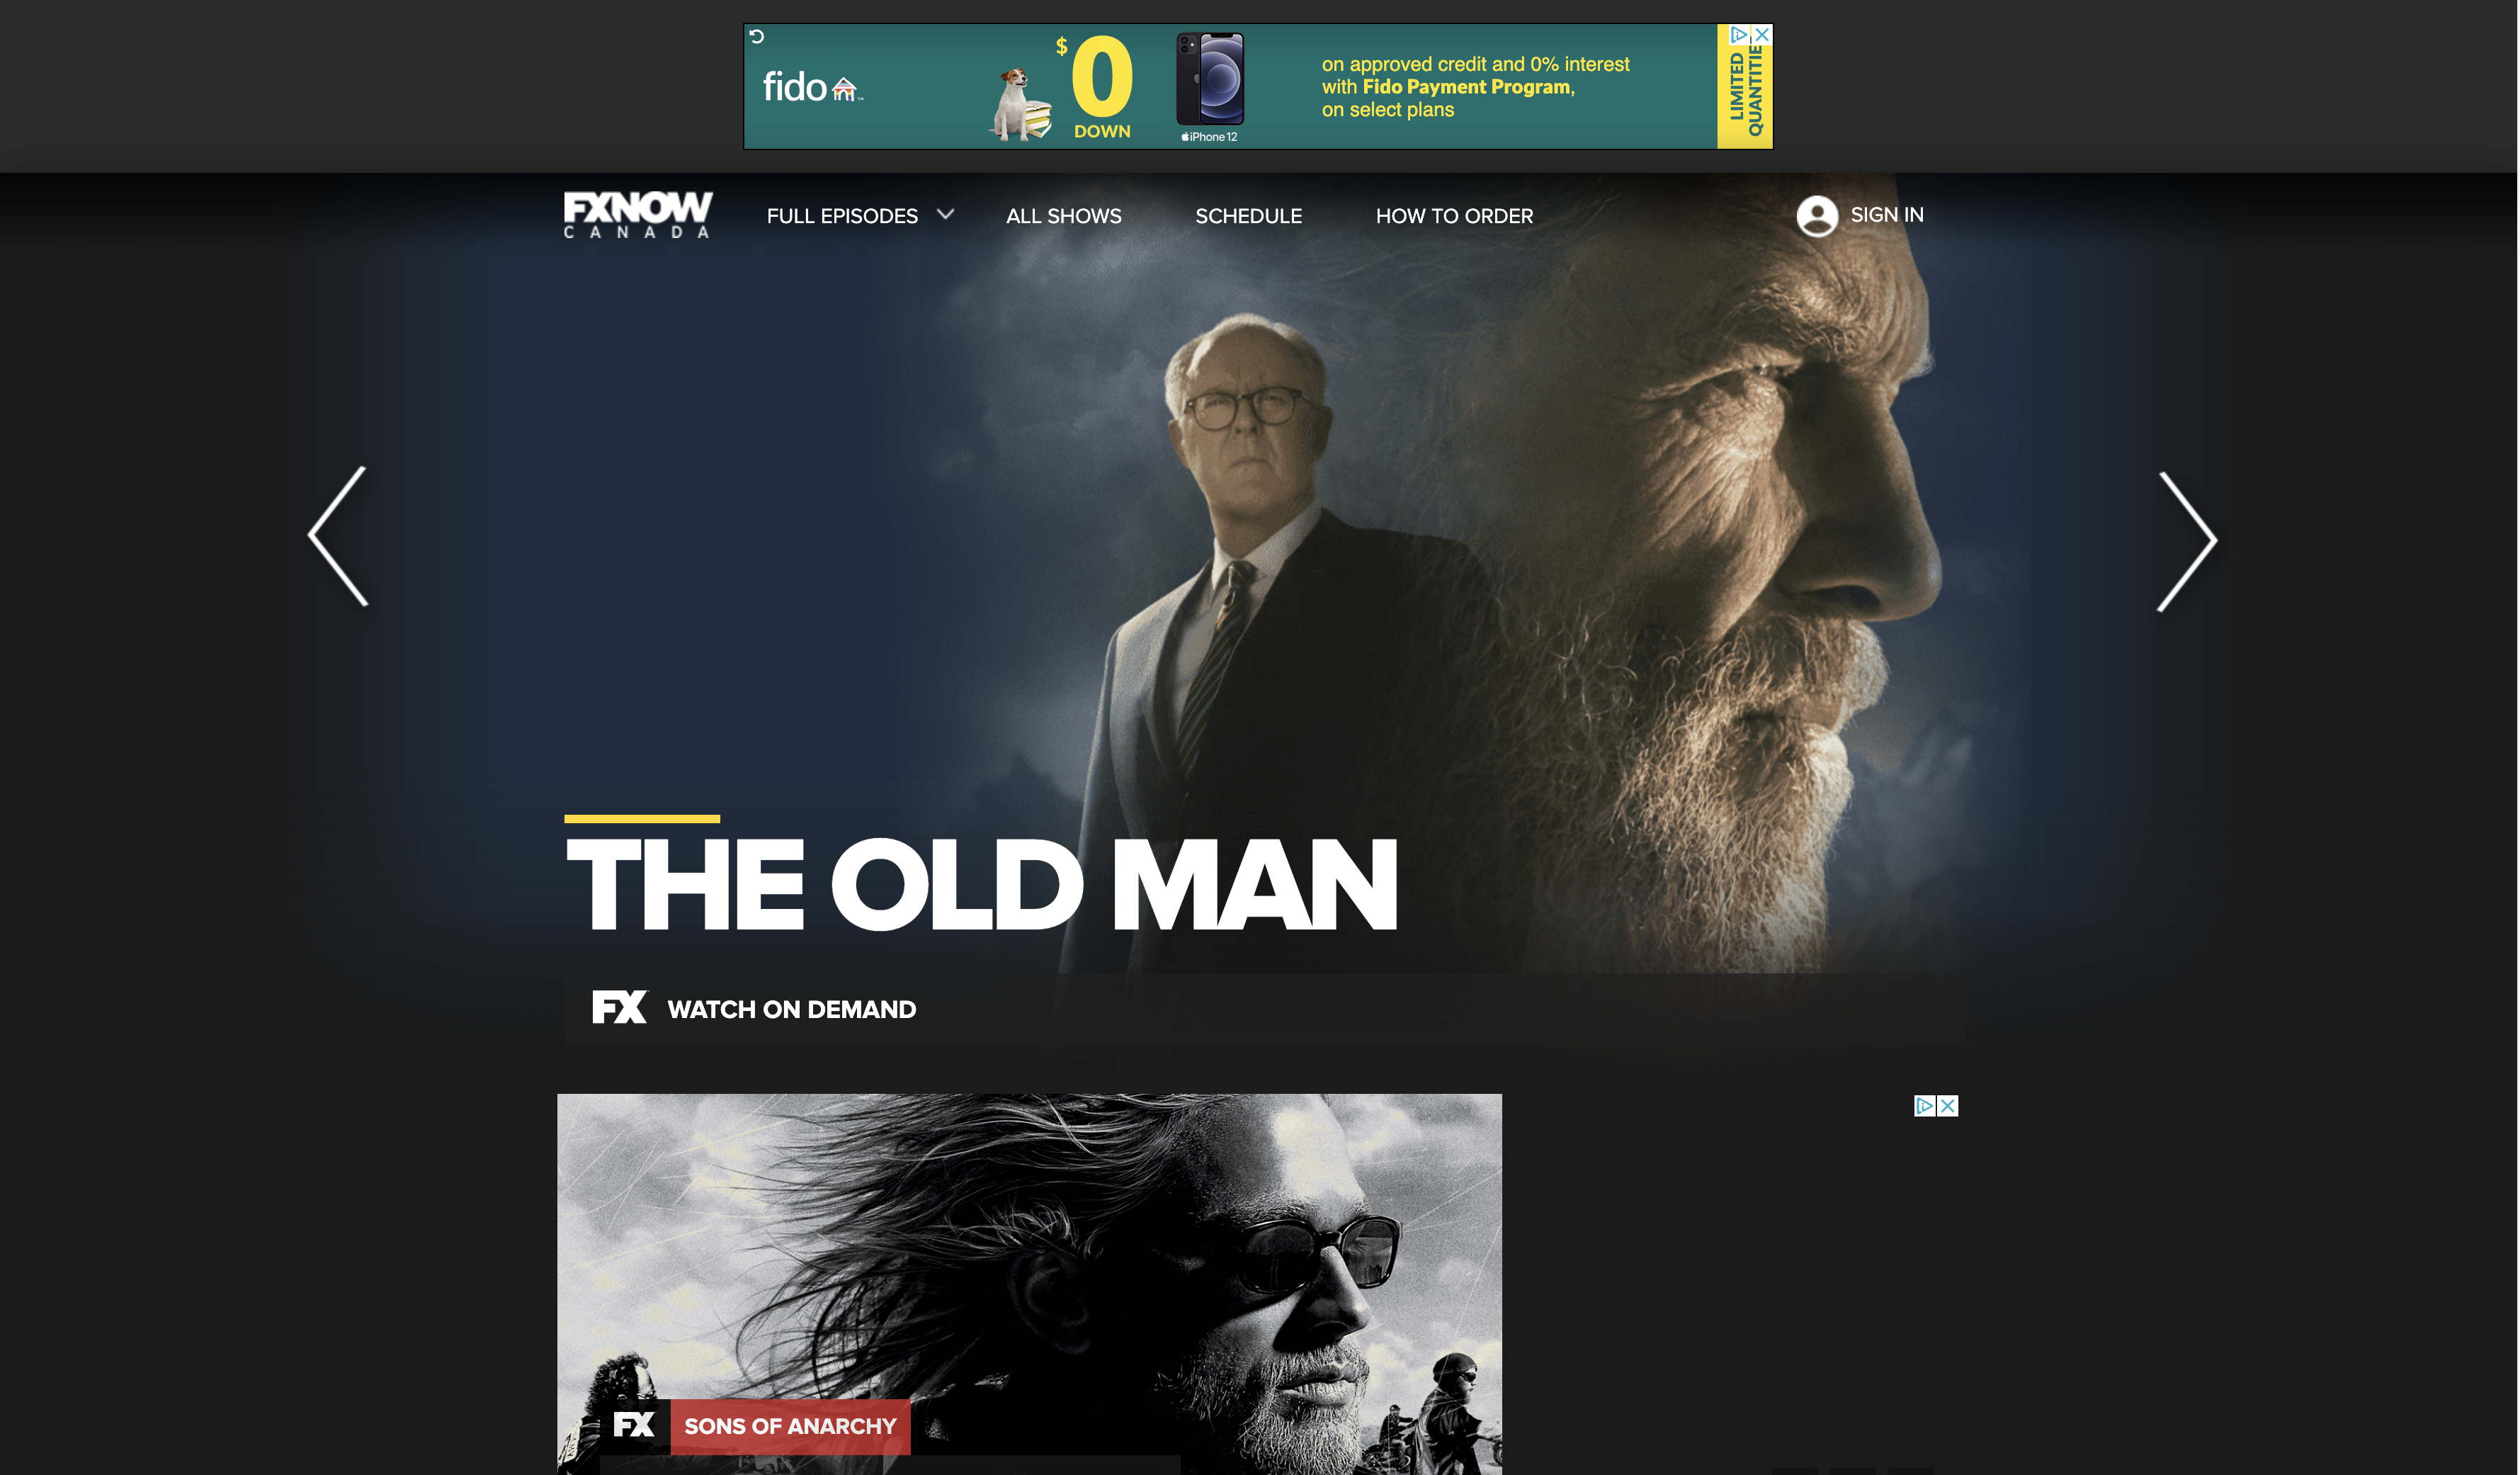 fido
$0
DOWN
iPhone 12
on approved credit and 0% interest
with Fido Payment Program,
on select plans
LIMITED
QUANTITIE
FXNOW
CANADA
FULL EPISODES
ALL SHOWS
SCHEDULE
HOW TO ORDER
SIGN IN
THE OLD MAN
FX WATCH ON DEMAND
FX SONS OF ANARCHY